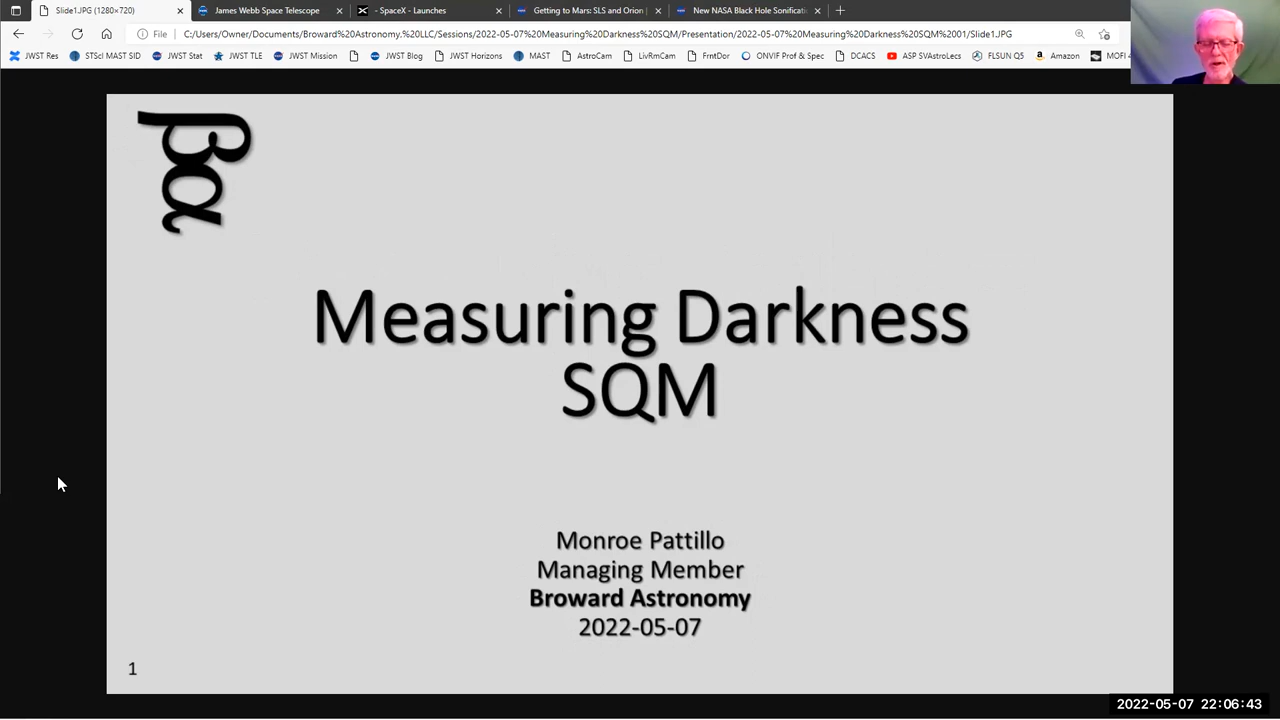 Slide1.JPG (1280×720)
James Webb Space Telescope
- SpaceX - Launches
Getting to Mars: SLS and Orion |
New NASA Black Hole Sonificati
File
C:/Users/Owner/Documents/Broward%20Astronomy,%20LLC/Sessions/2022-05-07%20Measuring%20Darkness%20SQM/Presentation/2022-05-07%20Measuring%20Darkness%20SQM%2001/Slide1.JPG
JWST Res
STScI MAST SID
JWST Stat
JWST TLE
JWST Mission
JWST Blog
JWST Horizons
MAST
AstroCam
LivRmCam
FrntDor
ONVIF Prof & Spec
DCACS
ASP SVAstroLecs
FLSUN Q5
Amazon
MOFI
βα
Measuring Darkness
SQM
Monroe Pattillo
Managing Member
Broward Astronomy
2022-05-07
1
2022-05-07 22:06:43